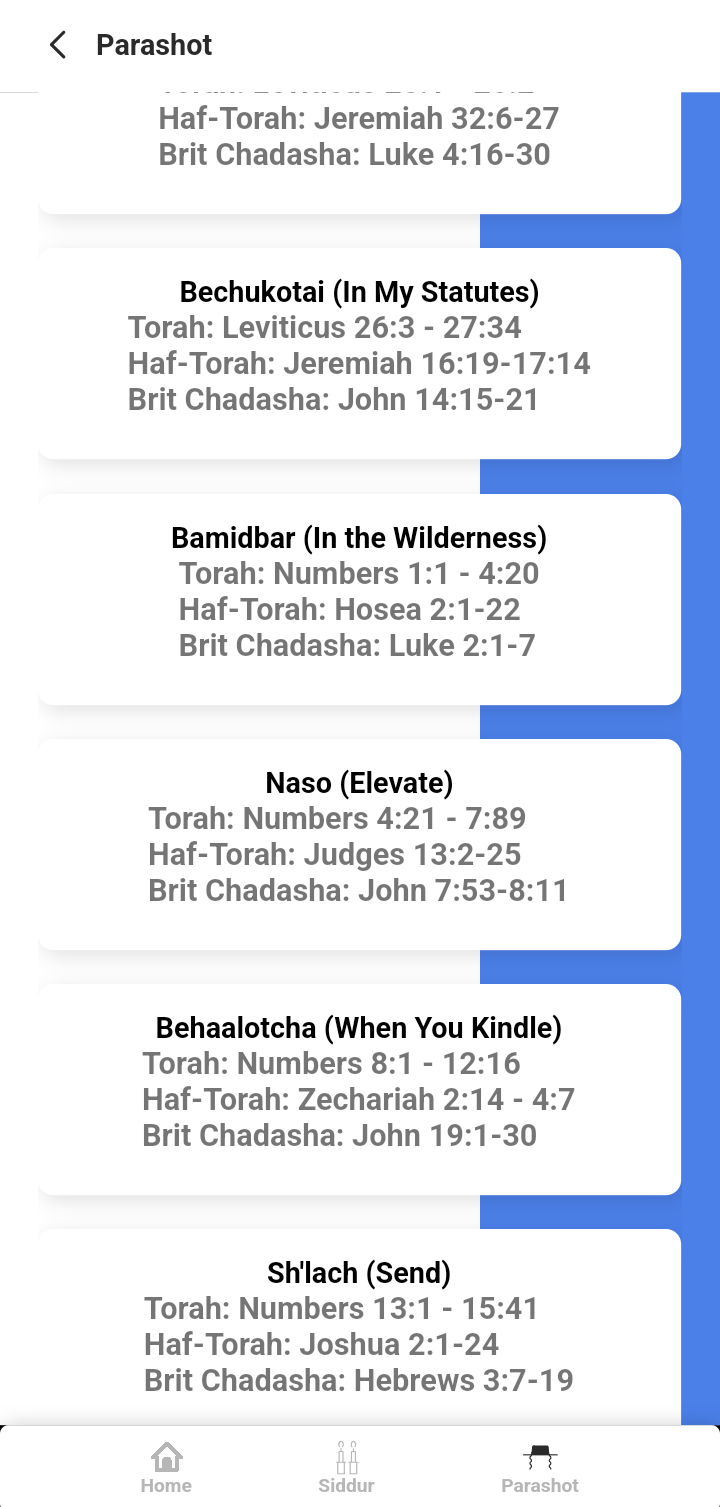 Parashot
Haf-Torah: Jeremiah 32:6-27
Brit Chadasha: Luke 4:16-30
Bechukotai (In My Statutes)
Torah: Leviticus 26:3 - 27:34
Haf-Torah: Jeremiah 16:19-17:14
Brit Chadasha: John 14:15-21
Bamidbar (In the Wilderness)
Torah: Numbers 1:1 - 4:20
Haf-Torah: Hosea 2:1-22
Brit Chadasha: Luke 2:1-7
Naso (Elevate)
Torah: Numbers 4:21 - 7:89
Haf-Torah: Judges 13:2-25
Brit Chadasha: John 7:53-8:11
Behaalotcha (When You Kindle)
Torah: Numbers 8:1 - 12:16
Haf-Torah: Zechariah 2:14 - 4:7
Brit Chadasha: John 19:1-30
Sh'lach (Send)
Torah: Numbers 13:1 - 15:41
Haf-Torah: Joshua 2:1-24
Brit Chadasha: Hebrews 3:7-19
Home
Siddur
Parashot